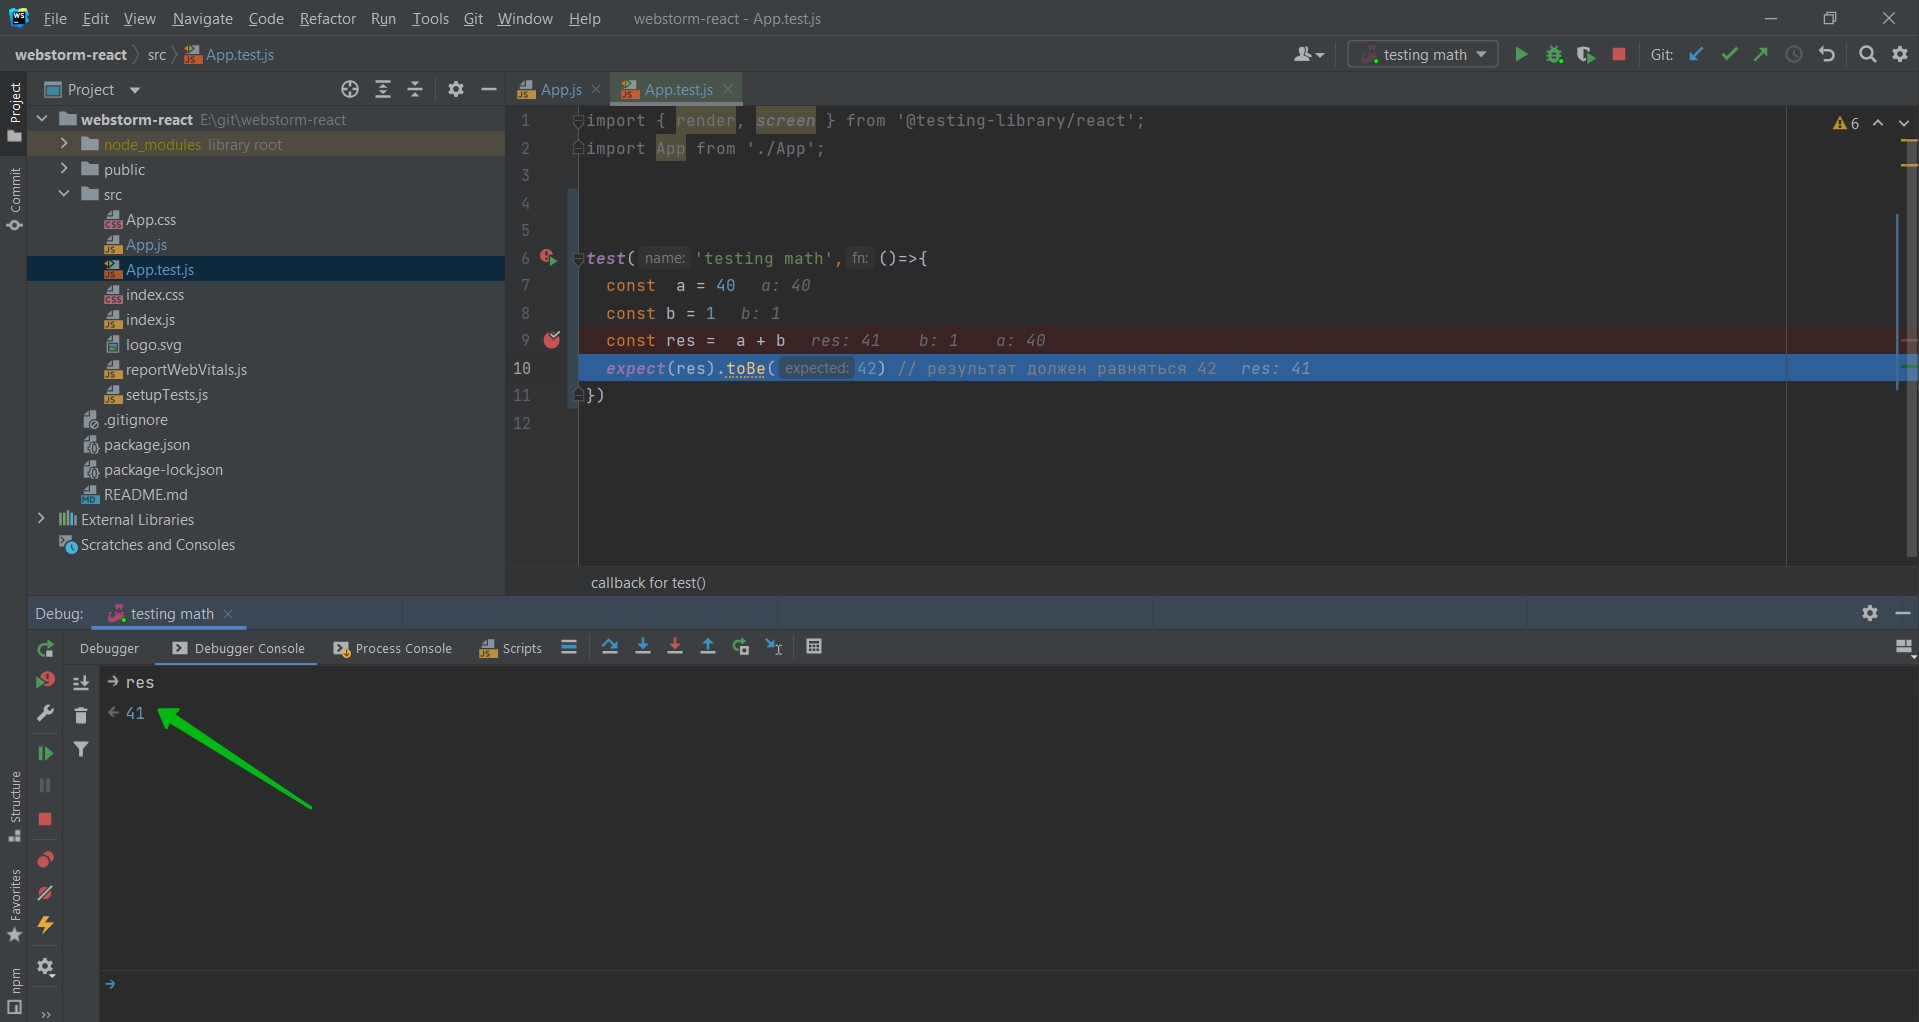 File Edit View Navigate Code Refactor Run Tools Git Window Help webstorm-react - App.test.js
webstorm-react src App.test.js testing math Git:
Project App.js App.test.js
Project
Commit
Structure
Favorites
npm
webstorm-react E:\git\webstorm-react
node_modules library root
public
src
App.css
App.js
App.test.js
index.css
index.js
logo.svg
reportWebVitals.js
setupTests.js
.gitignore
package.json
package-lock.json
README.md
External Libraries
Scratches and Consoles
6
1 import { render, screen } from '@testing-library/react';
2 import App from './App';
3
4
5
6 test( name: 'testing math', fn: ()=>{
7 const a = 40 a: 40
8 const b = 1 b: 1
9 const res = a + b res: 41 b: 1 a: 40
10 expect(res).toBe( expected: 42) // результат должен равняться 42 res: 41
11 })
12
callback for test()
Debug: testing math
Debugger Debugger Console Process Console Scripts
res
41